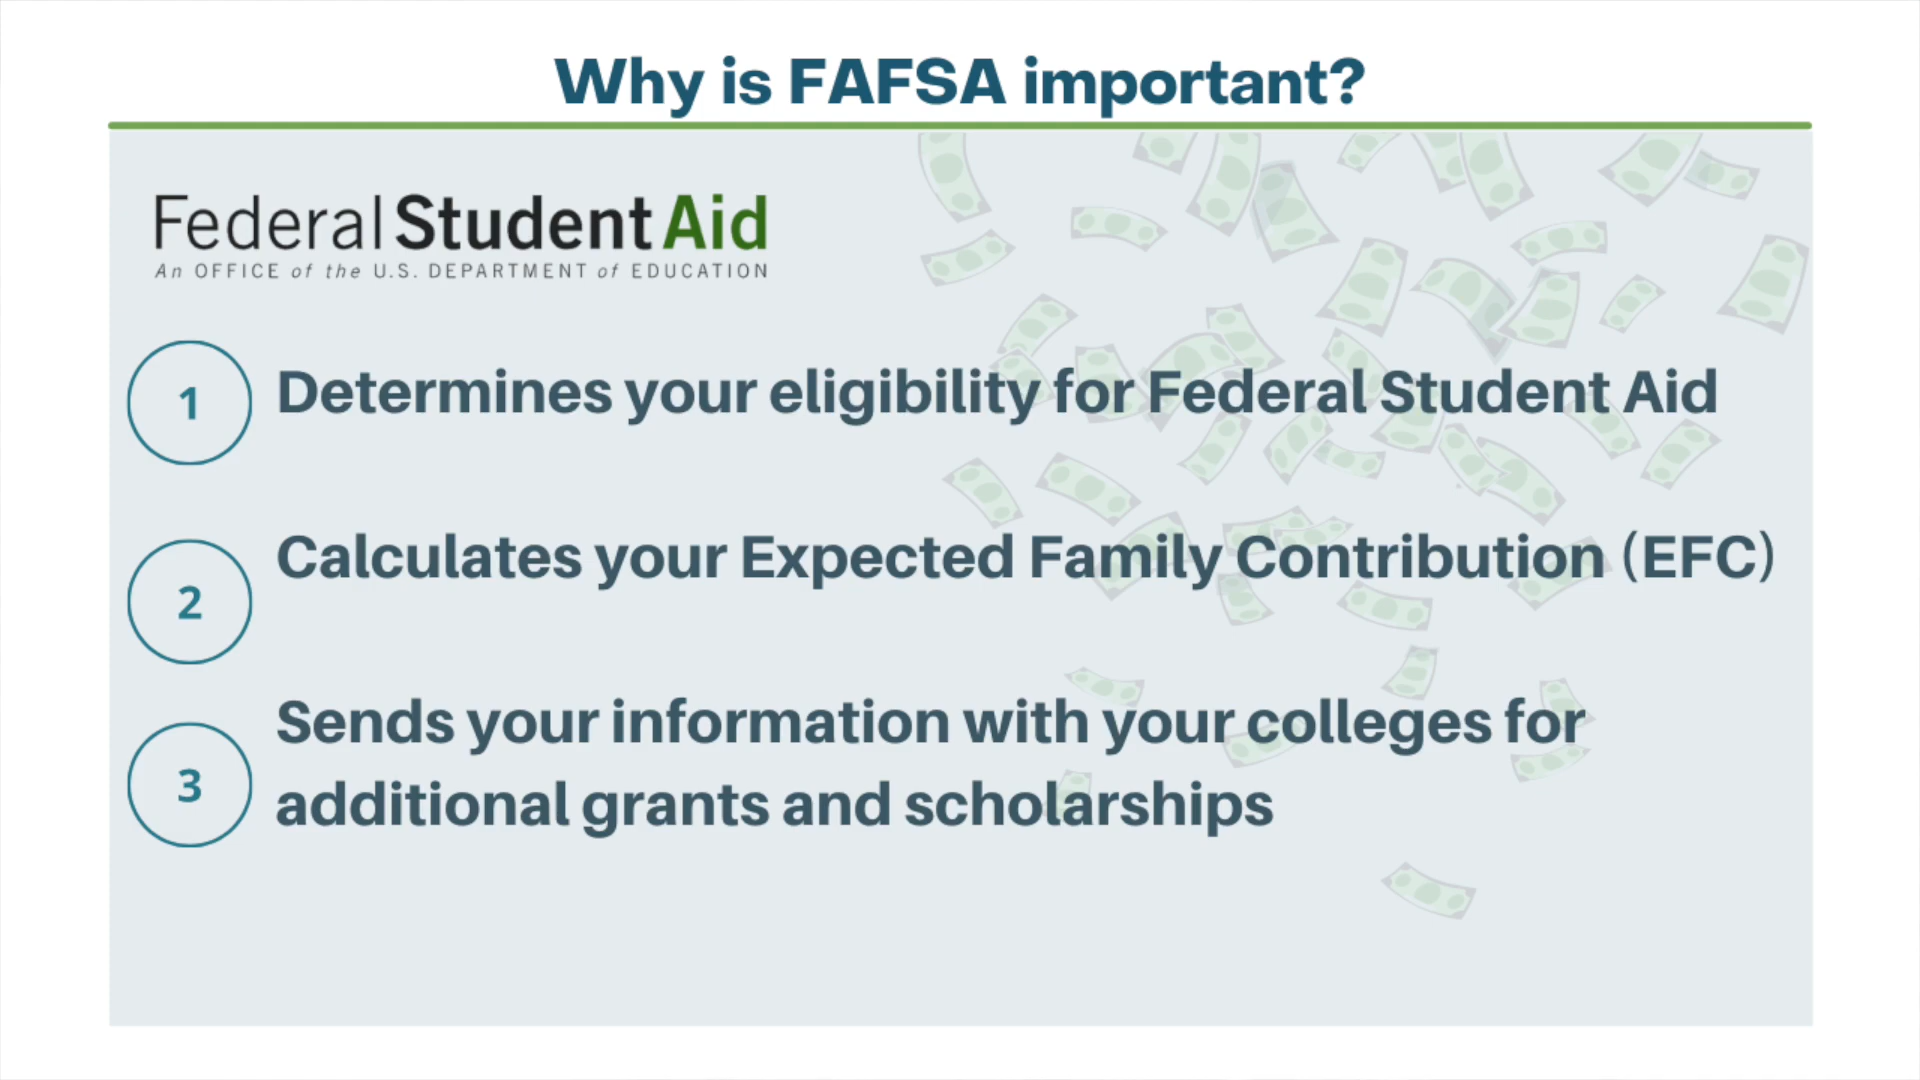 Why is FAFSA important?
Federal Student Aid
An OFFICE of the U.S. DEPARTMENT of EDUCATION
1 Determines your eligibility for Federal Student Aid
2 Calculates your Expected Family Contribution (EFC)
3 Sends your information with your colleges for
additional grants and scholarships